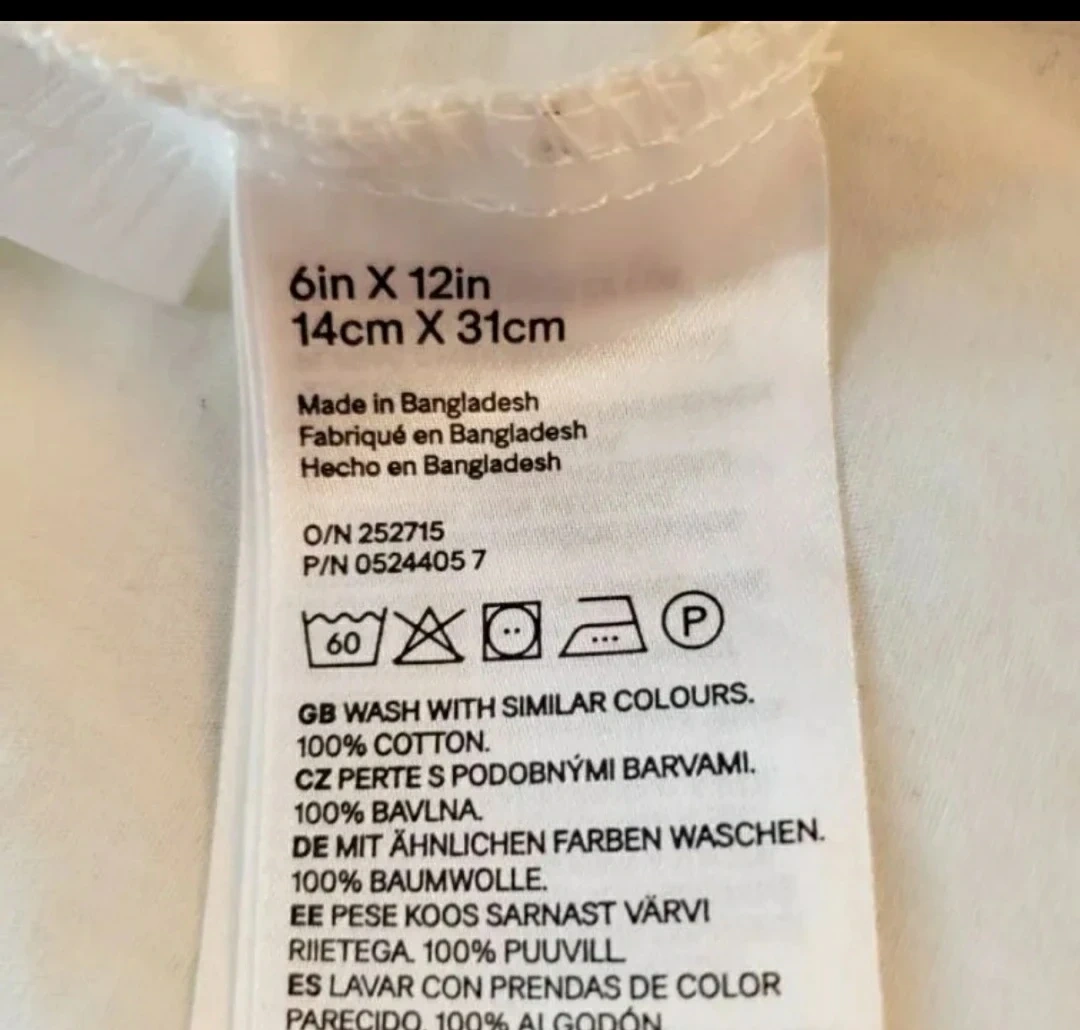 6in X 12in
14cm X 31cm
Made in Bangladesh
Fabriqué en Bangladesh
Hecho en Bangladesh
O/N 252715
P/N 0524405 7
60 P
GB WASH WITH SIMILAR COLOURS.
100% COTTON.
CZ PERTE S PODOBNÝMI BARVAMI.
100% BAVLNA.
DE MIT ÄHNLICHEN FARBEN WASCHEN.
100% BAUMWOLLE.
EE PESE KOOS SARNAST VÄRVI
RIIETEGA. 100% PUUVILL
ES LAVAR CON PRENDAS DE COLOR
PARECIDO. 100% ALGODÓN.